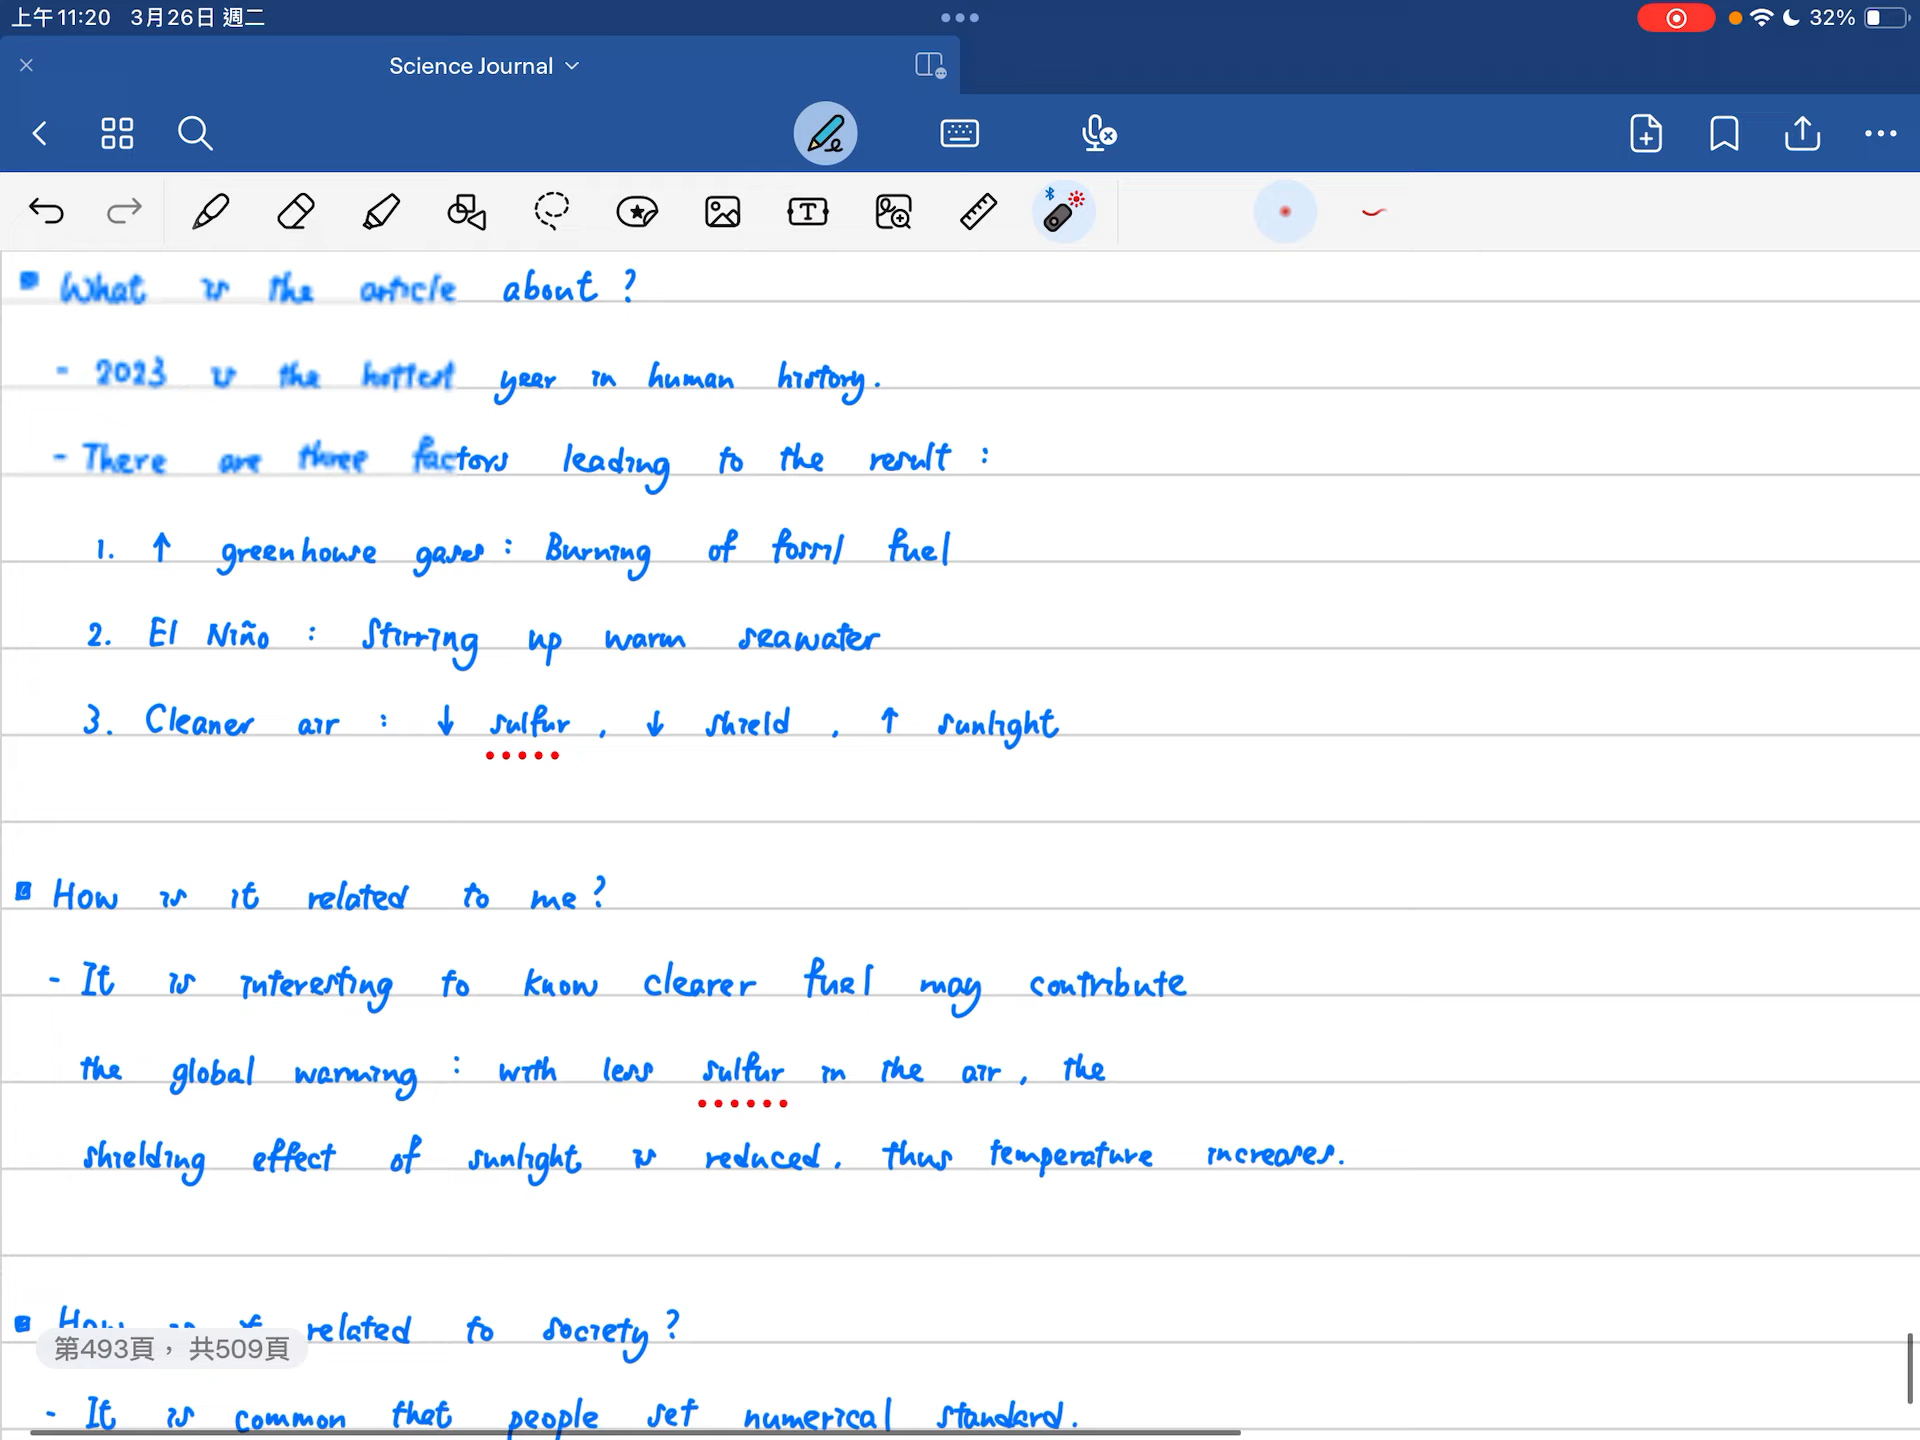 上午11:20 3月26日 週二
32%
Science Journal
▪ What is the article about ?
- 2023 is the hottest year in human history.
- There are three factors leading to the result :
1. ↑ greenhouse gases : Burning of fossil fuel
2. El Niño : Stirring up warm seawater
3. Cleaner air : ↓ sulfur , ↓ shield , ↑ sunlight
▪ How is it related to me ?
- It is interesting to know clearer fuel may contribute
the global warming : with less sulfur in the air , the
shielding effect of sunlight is reduced , thus temperature increases.
▪ How is it related to society ?
第493頁， 共509頁
- It is common that people set numerical standard .